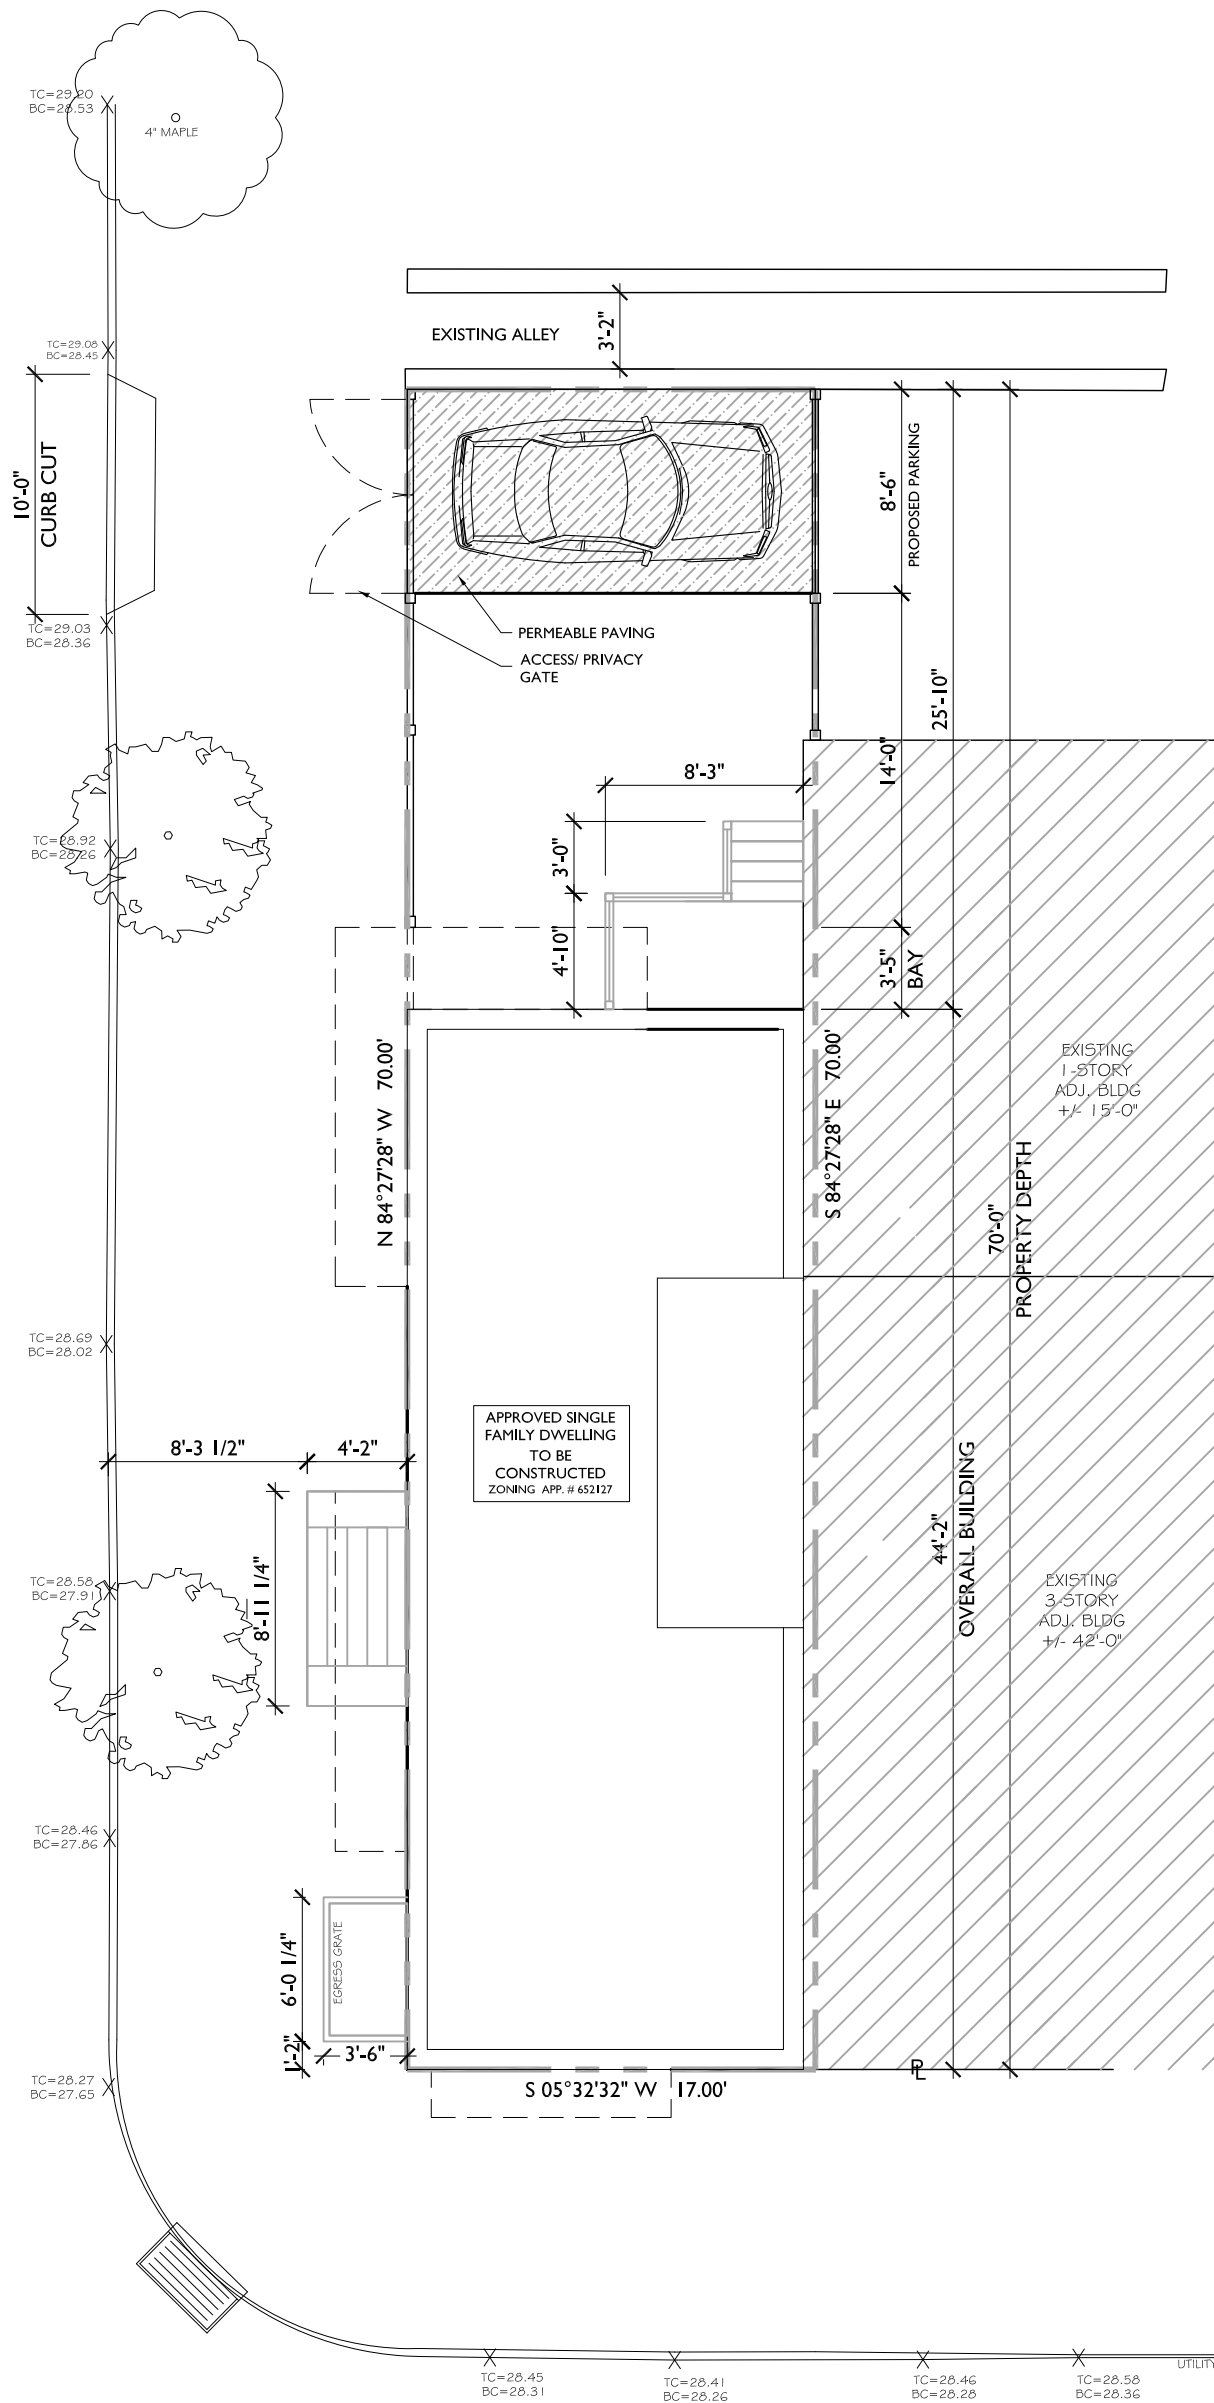 TC=29.20
BC=28.53
4" MAPLE
EXISTING ALLEY
3'-2"
TC=29.08
BC=28.45
10'-0"
CURB CUT
8'-6"
PROPOSED PARKING
TC=29.03
BC=28.36
PERMEABLE PAVING
ACCESS/ PRIVACY
GATE
25'-10"
14'-0"
8'-3"
TC=28.92
BC=28.26
3'-0"
4'-10"
3'-5"
BAY
N 84°27'28" W 70.00'
S 84°27'28" E 70.00'
EXISTING
1-STORY
ADJ. BLDG
+/- 15'-0"
70'-0"
PROPERTY DEPTH
TC=28.69
BC=28.02
8'-3 1/2"
4'-2"
APPROVED SINGLE
FAMILY DWELLING
TO BE
CONSTRUCTED
ZONING APP. # 652127
44'-2"
OVERALL BUILDING
8'-11 1/4"
TC=28.58
BC=27.91
EXISTING
3-STORY
ADJ. BLDG
+/- 42'-0"
TC=28.46
BC=27.86
6'-0 1/4"
EGRESS GRATE
1'-2"
3'-6"
PL
TC=28.27
BC=27.65
S 05°32'32" W 17.00'
UTILITY
TC=28.45
BC=28.31
TC=28.41
BC=28.26
TC=28.46
BC=28.28
TC=28.58
BC=28.36